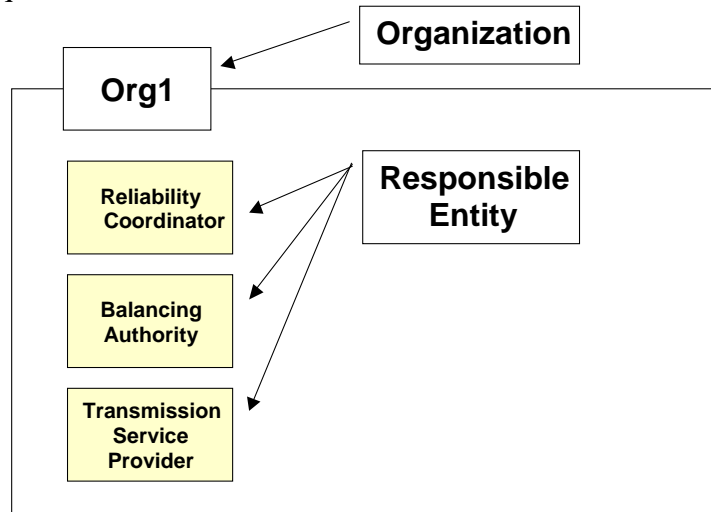 Organization
Org1
Responsible
Entity
Reliability
Coordinator
Balancing
Authority
Transmission
Service
Provider